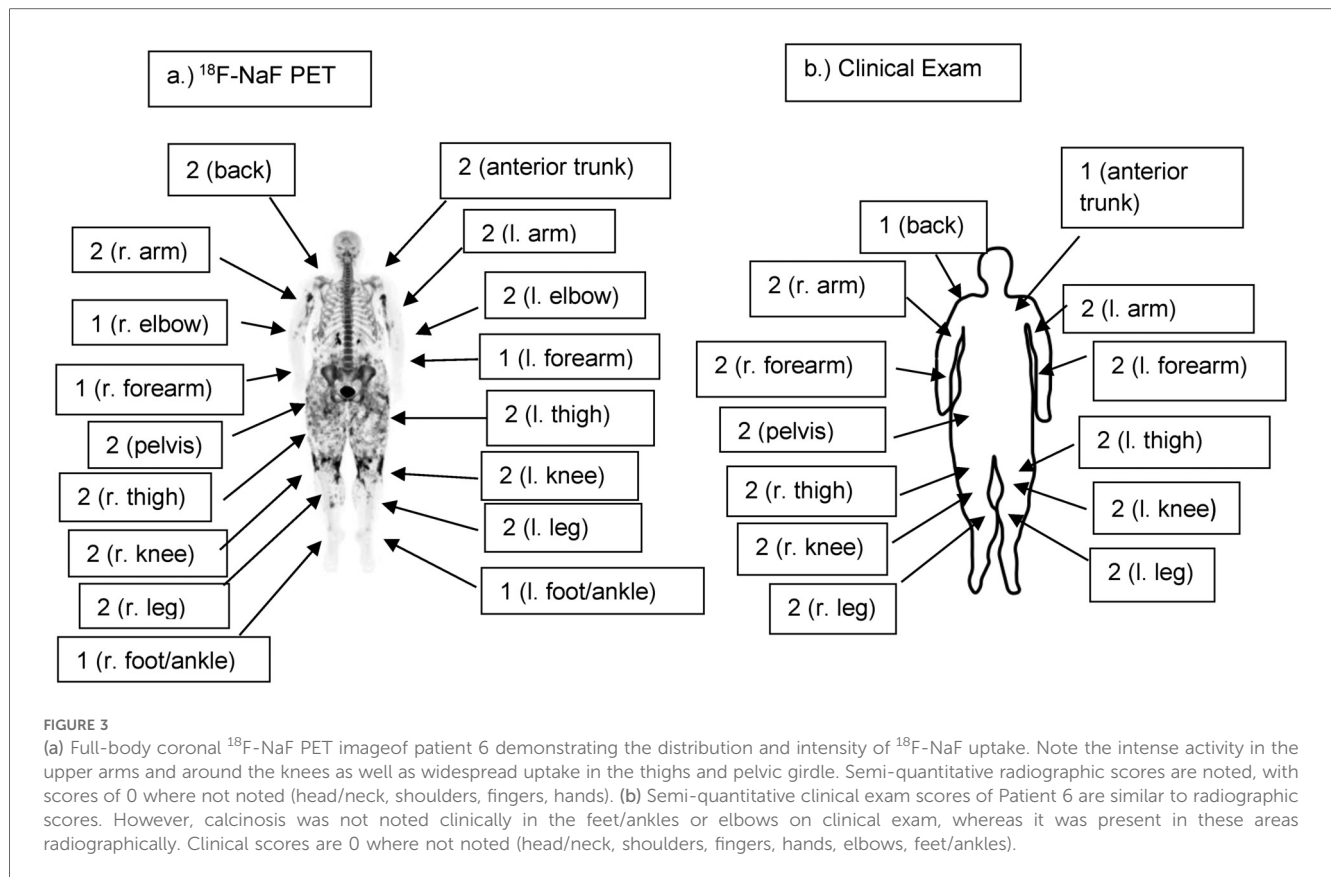 a.) ¹⁸F-NaF PET
b.) Clinical Exam
2 (back)
2 (anterior trunk)
2 (r. arm)
2 (l. arm)
1 (r. elbow)
2 (l. elbow)
1 (r. forearm)
1 (l. forearm)
2 (pelvis)
2 (l. thigh)
2 (r. thigh)
2 (l. knee)
2 (r. knee)
2 (l. leg)
2 (r. leg)
1 (l. foot/ankle)
1 (r. foot/ankle)
1 (anterior
trunk)
1 (back)
2 (r. arm)
2 (l. arm)
2 (r. forearm)
2 (l. forearm)
2 (pelvis)
2 (l. thigh)
2 (r. thigh)
2 (l. knee)
2 (r. knee)
2 (l. leg)
2 (r. leg)
FIGURE 3
(a) Full-body coronal ¹⁸F-NaF PET imageof patient 6 demonstrating the distribution and intensity of ¹⁸F-NaF uptake. Note the intense activity in the
upper arms and around the knees as well as widespread uptake in the thighs and pelvic girdle. Semi-quantitative radiographic scores are noted, with
scores of 0 where not noted (head/neck, shoulders, fingers, hands). (b) Semi-quantitative clinical exam scores of Patient 6 are similar to radiographic
scores. However, calcinosis was not noted clinically in the feet/ankles or elbows on clinical exam, whereas it was present in these areas
radiographically. Clinical scores are 0 where not noted (head/neck, shoulders, fingers, hands, elbows, feet/ankles).